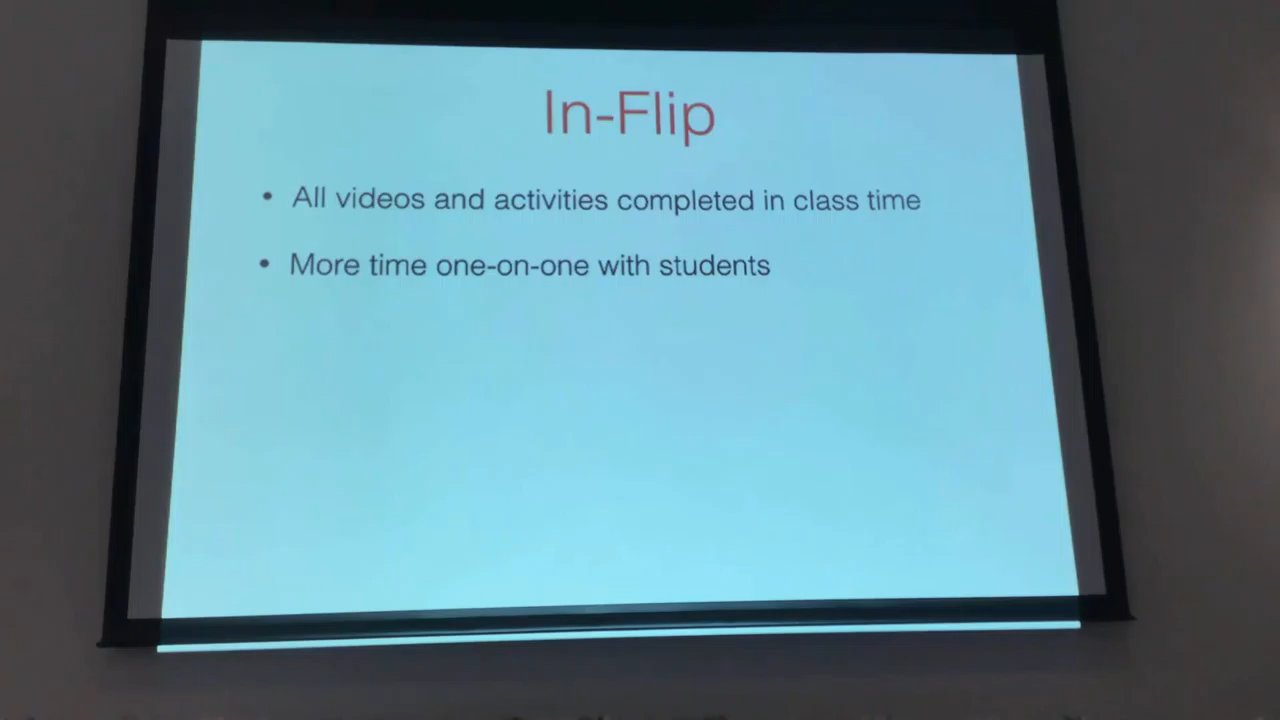 In-Flip
• All videos and activities completed in class time
• More time one-on-one with students